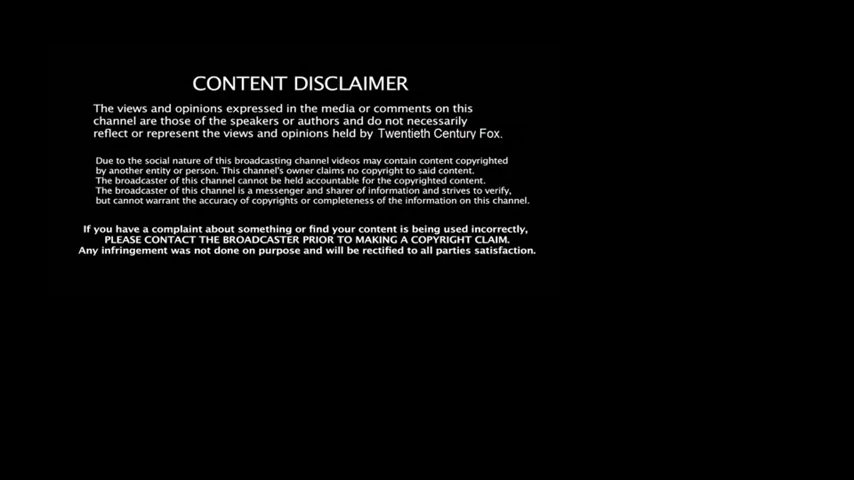 CONTENT DISCLAIMER
The views and opinions expressed in the media or comments on this
channel are those of the speakers or authors and do not necessarily
reflect or represent the views and opinions held by Twentieth Century Fox.
Due to the social nature of this broadcasting channel videos may contain content copyrighted
by another entity or person. This channel's owner claims no copyright to said content.
The broadcaster of this channel cannot be held accountable for the copyrighted content.
The broadcaster of this channel is a messenger and sharer of information and strives to verify,
but cannot warrant the accuracy of copyrights or completeness of the information on this channel.
If you have a complaint about something or find your content is being used incorrectly,
PLEASE CONTACT THE BROADCASTER PRIOR TO MAKING A COPYRIGHT CLAIM.
Any infringement was not done on purpose and will be rectified to all parties satisfaction.